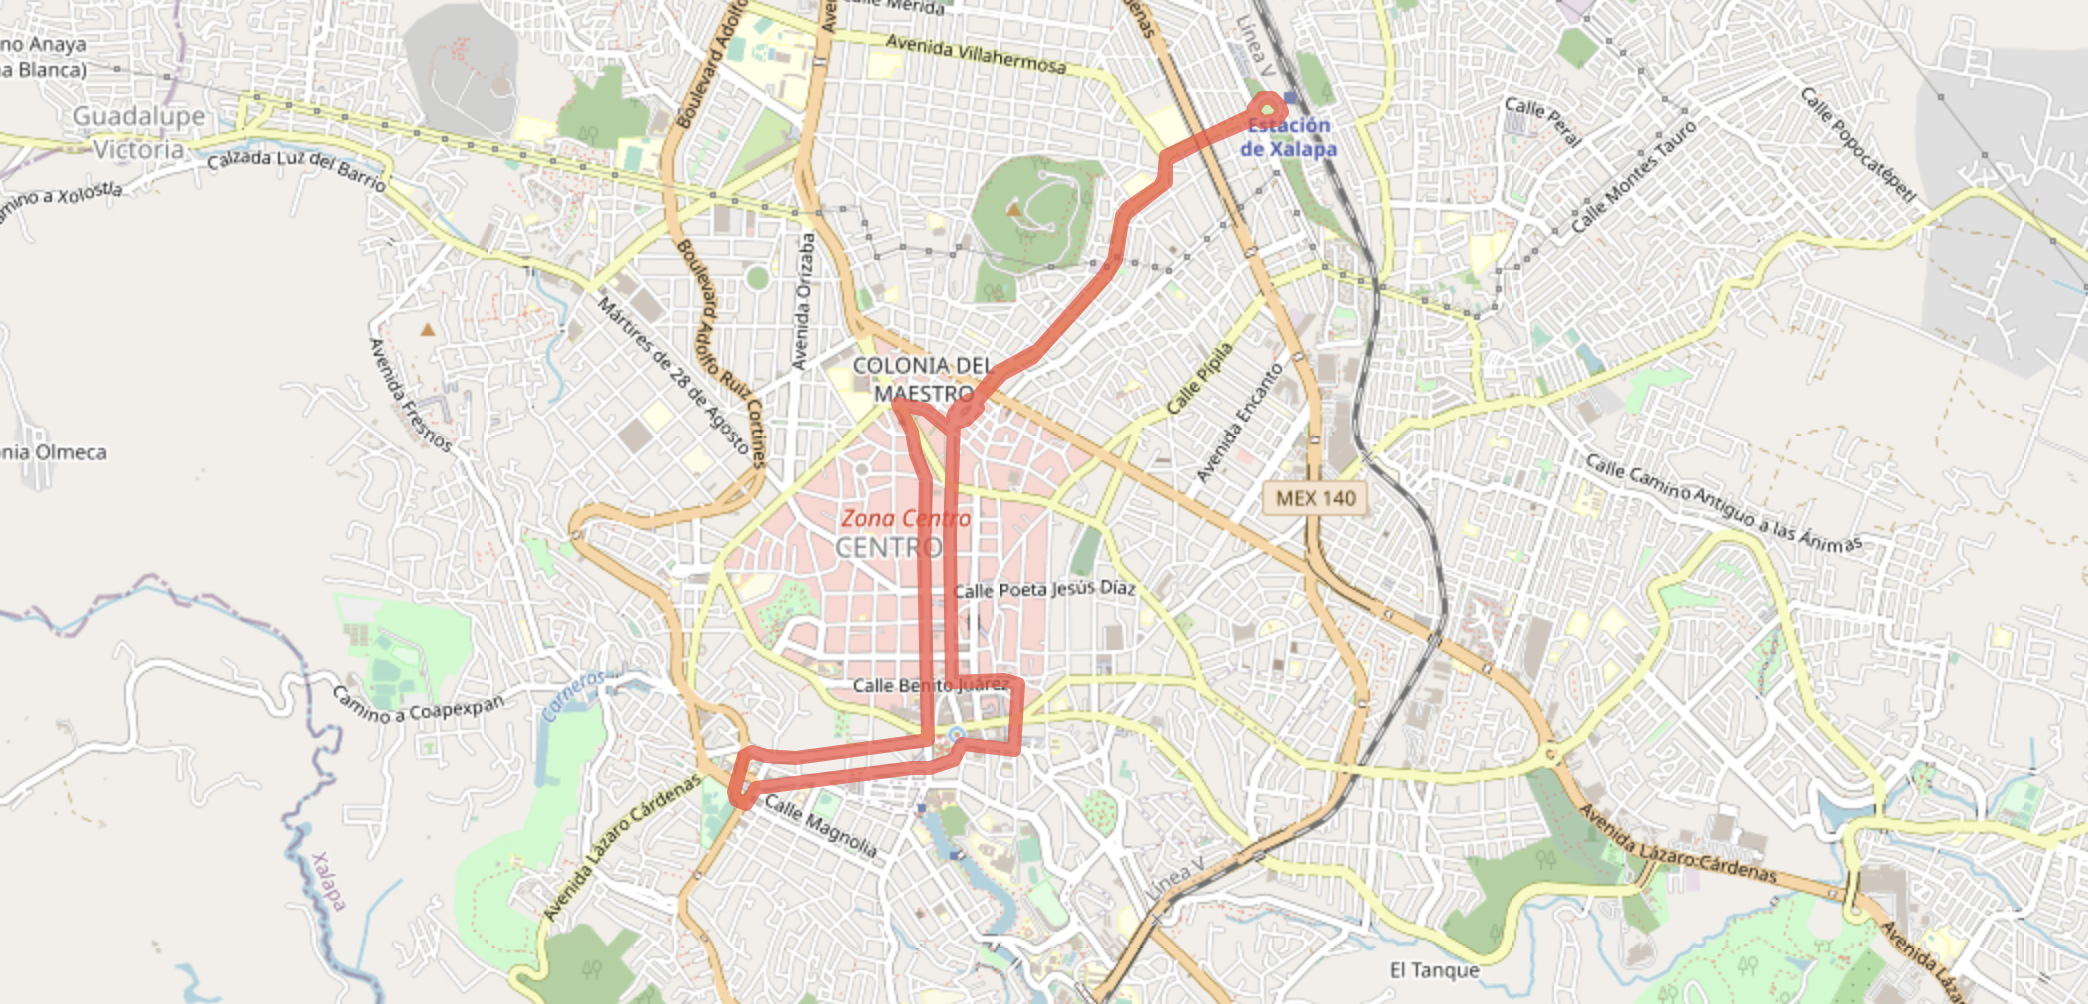 Calle Mérida
no Anaya
a Blanca)
Avenida Villahermosa
Línea V
Boulevard Adolfo
Guadalupe
Victoria
Calzada Luz del Barrio
Estación
de Xalapa
Calle Peral
Calle Popocatépetl
Calle Montes Tauro
mino a Xolostla
Boulevard Adolfo Ruiz Cortines
Avenida Orizaba
Mártires de 28 de Agosto
Avenida Fresnos
COLONIA DEL
MAESTRO
Calle Pípila
Avenida Encanto
nia Olmeca
MEX 140
Calle Camino Antiguo a las Ánimas
Zona Centro
CENTRO
Calle Poeta Jesús Díaz
Calle Benito Juárez
Carneros
Camino a Coapexpan
Avenida Lázaro Cárdenas
Calle Magnolia
Xalapa
Línea V
Avenida Lázaro Cárdenas
El Tanque
Avenida Láza